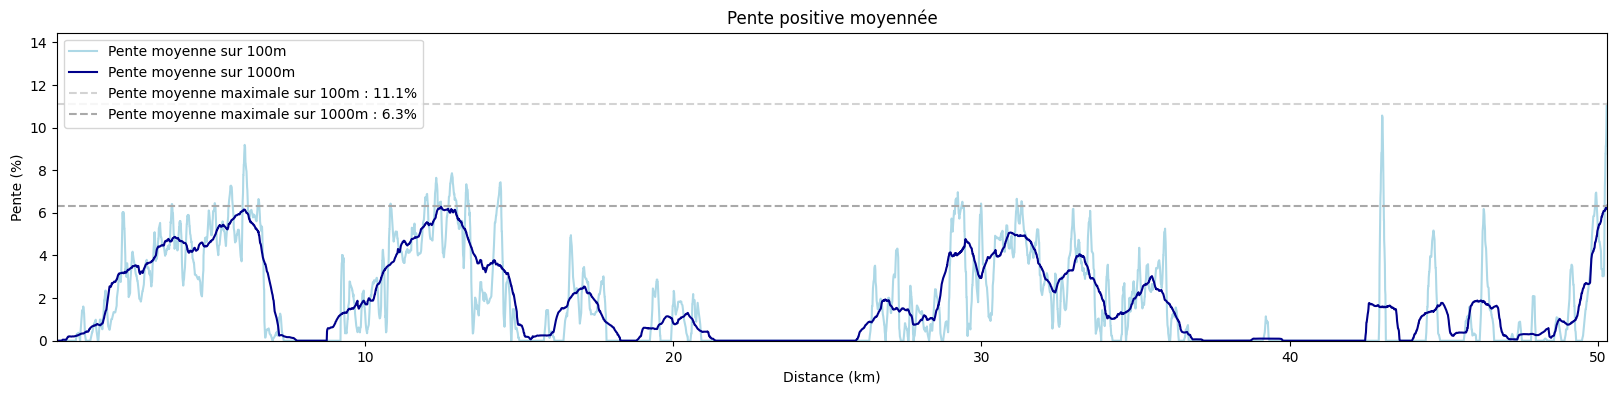 Pente positive moyennée
Pente moyenne sur 100m
Pente moyenne sur 1000m
Pente moyenne maximale sur 100m : 11.1%
Pente moyenne maximale sur 1000m : 6.3%
Pente (%)
14
12
10
8
6
4
2
0
10
20
30
40
50
Distance (km)